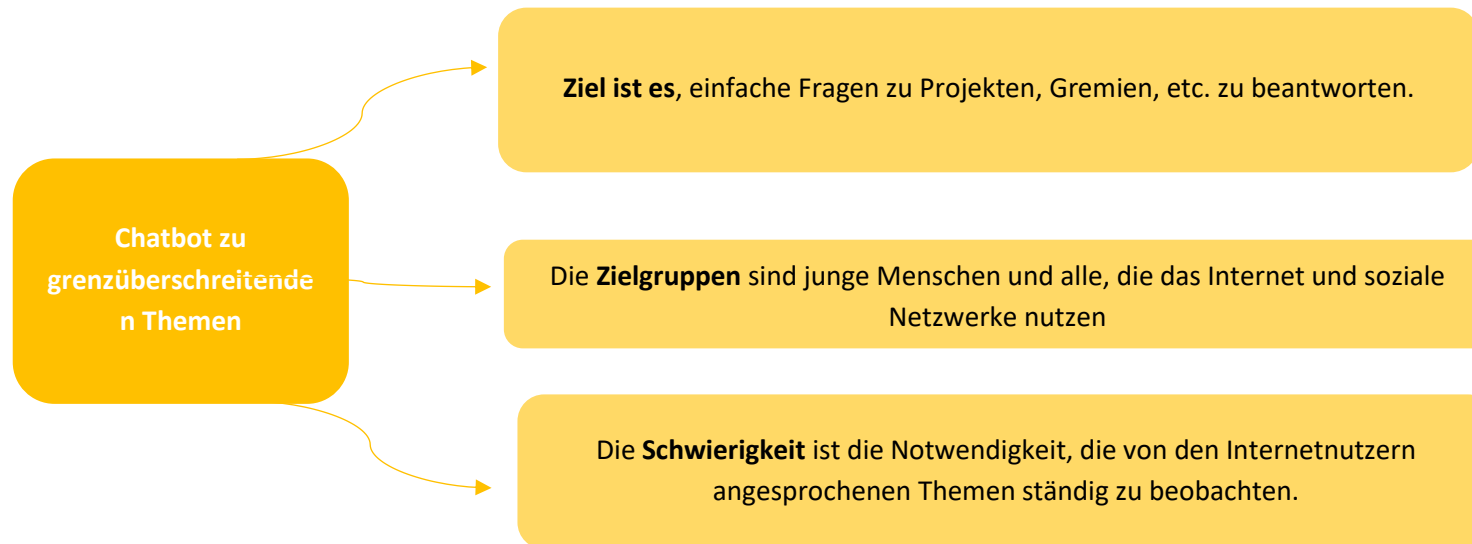 Ziel ist es, einfache Fragen zu Projekten, Gremien, etc. zu beantworten.
Chatbot zu
grenzüberschreitende
n Themen
Die Zielgruppen sind junge Menschen und alle, die das Internet und soziale
Netzwerke nutzen
Die Schwierigkeit ist die Notwendigkeit, die von den Internetnutzern
angesprochenen Themen ständig zu beobachten.